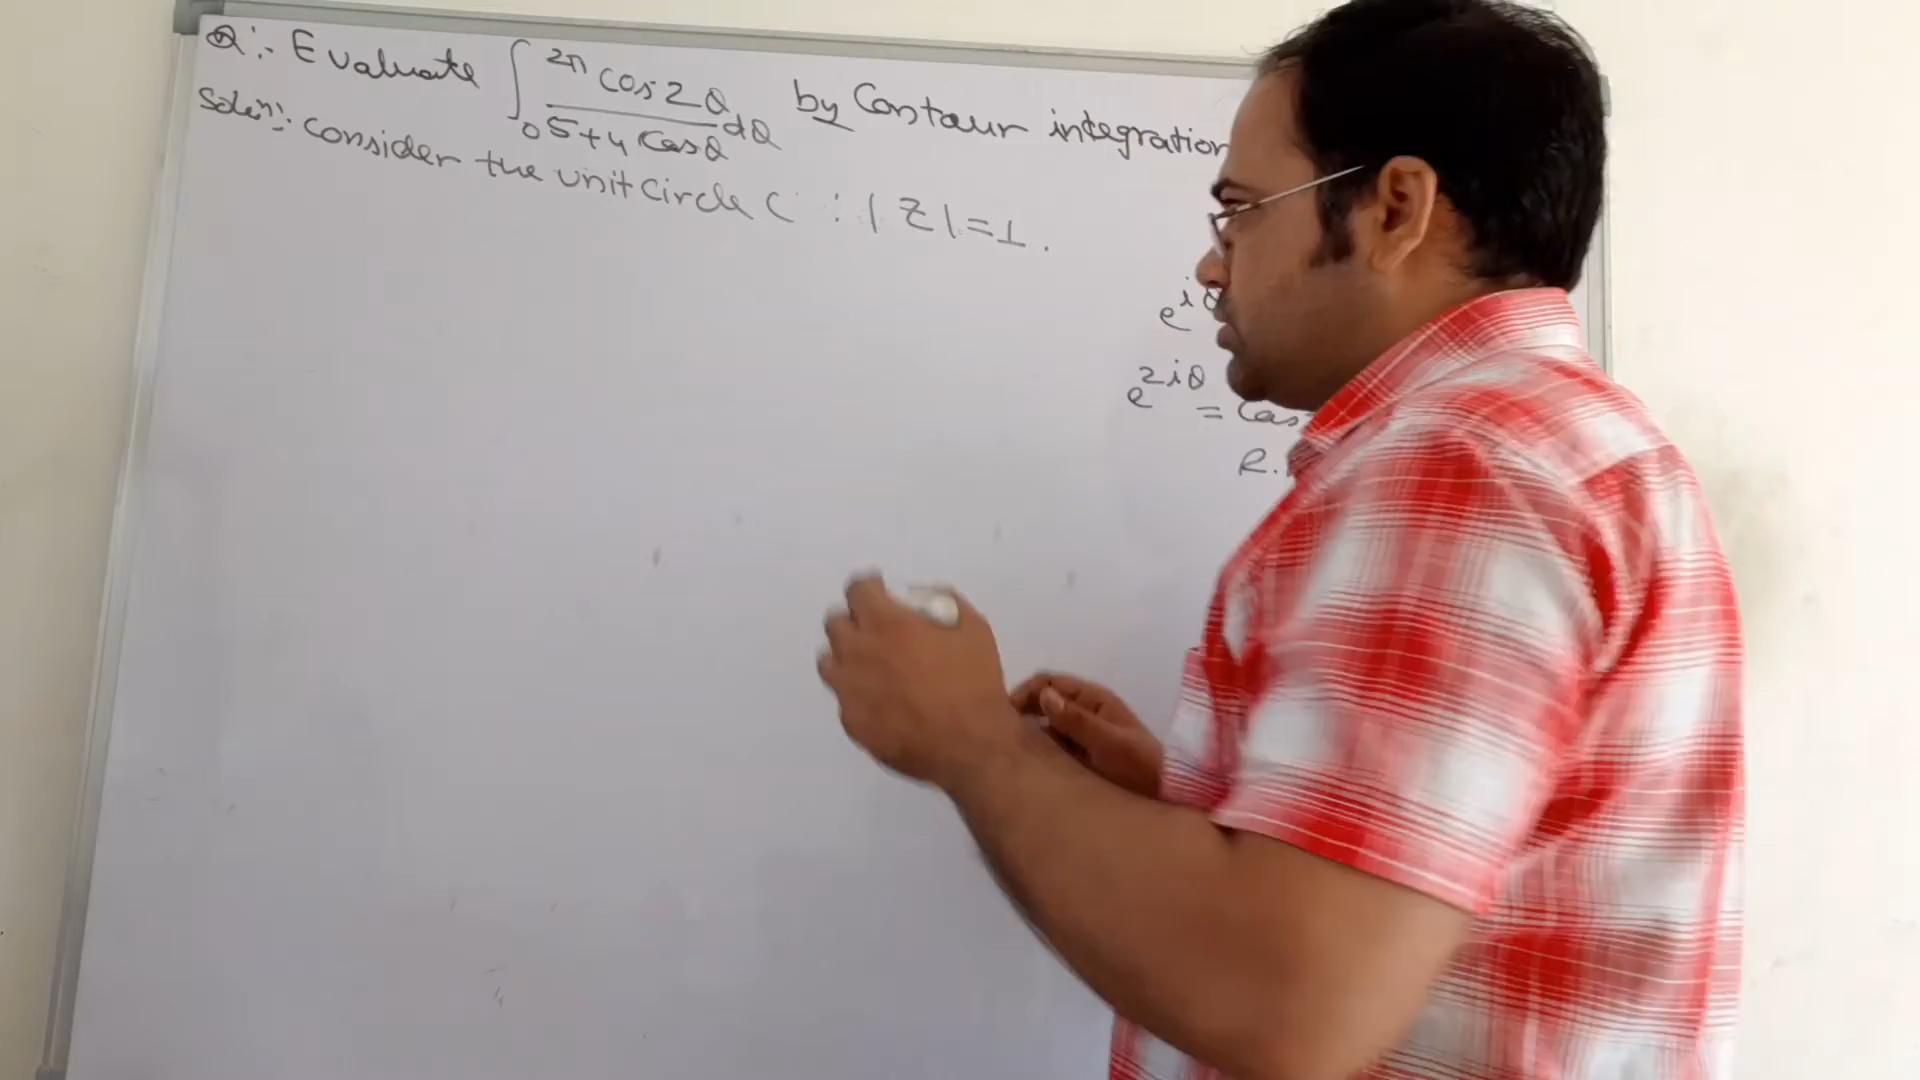 Q:- Evaluate ∫₀^2π cos2θ/5+4cosθ dθ by Contour integration
Soln:- Consider the unit circle C : |Z|=1.
e^iθ
e^2iθ = Cos
R.